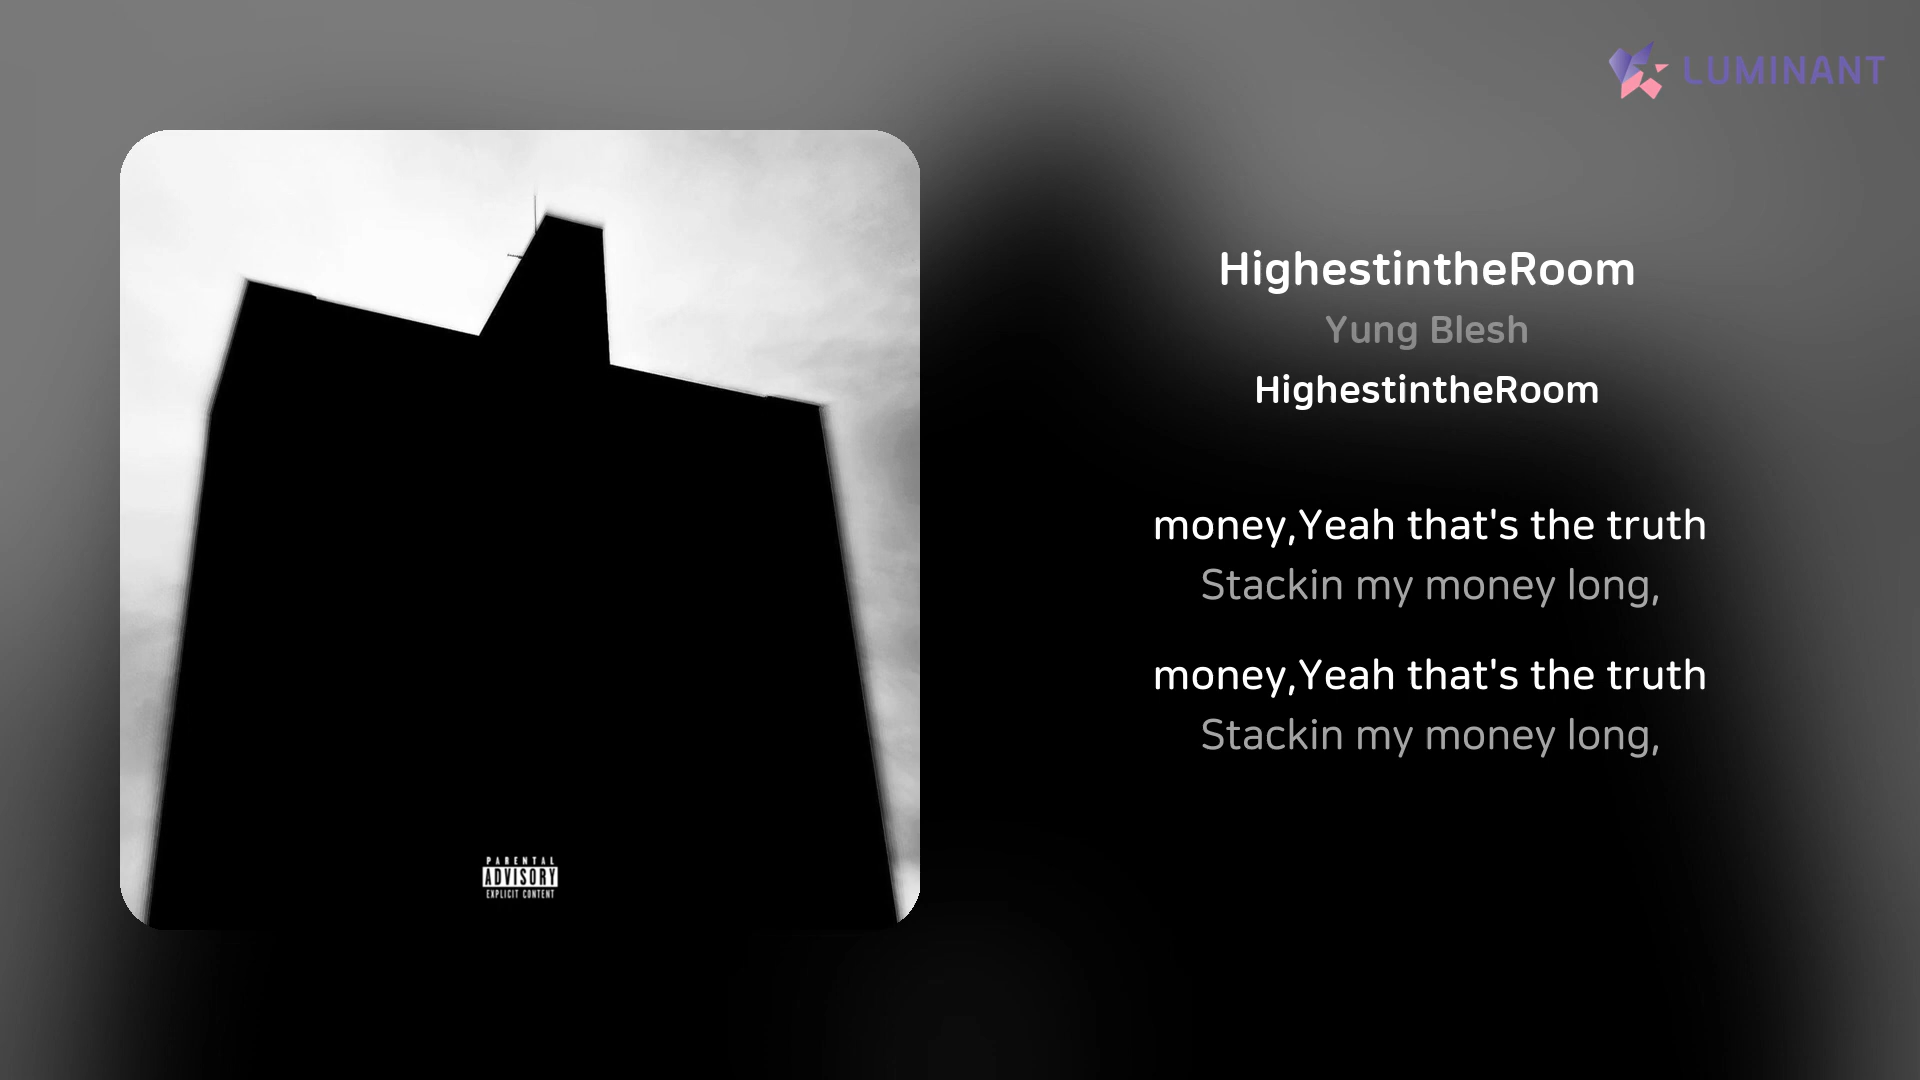 LUMINANT
HighestintheRoom
Yung Blesh
HighestintheRoom
money,Yeah that's the truth
Stackin my money long,
money,Yeah that's the truth
Stackin my money long,
PARENTAL
ADVISORY
EXPLICIT CONTENT